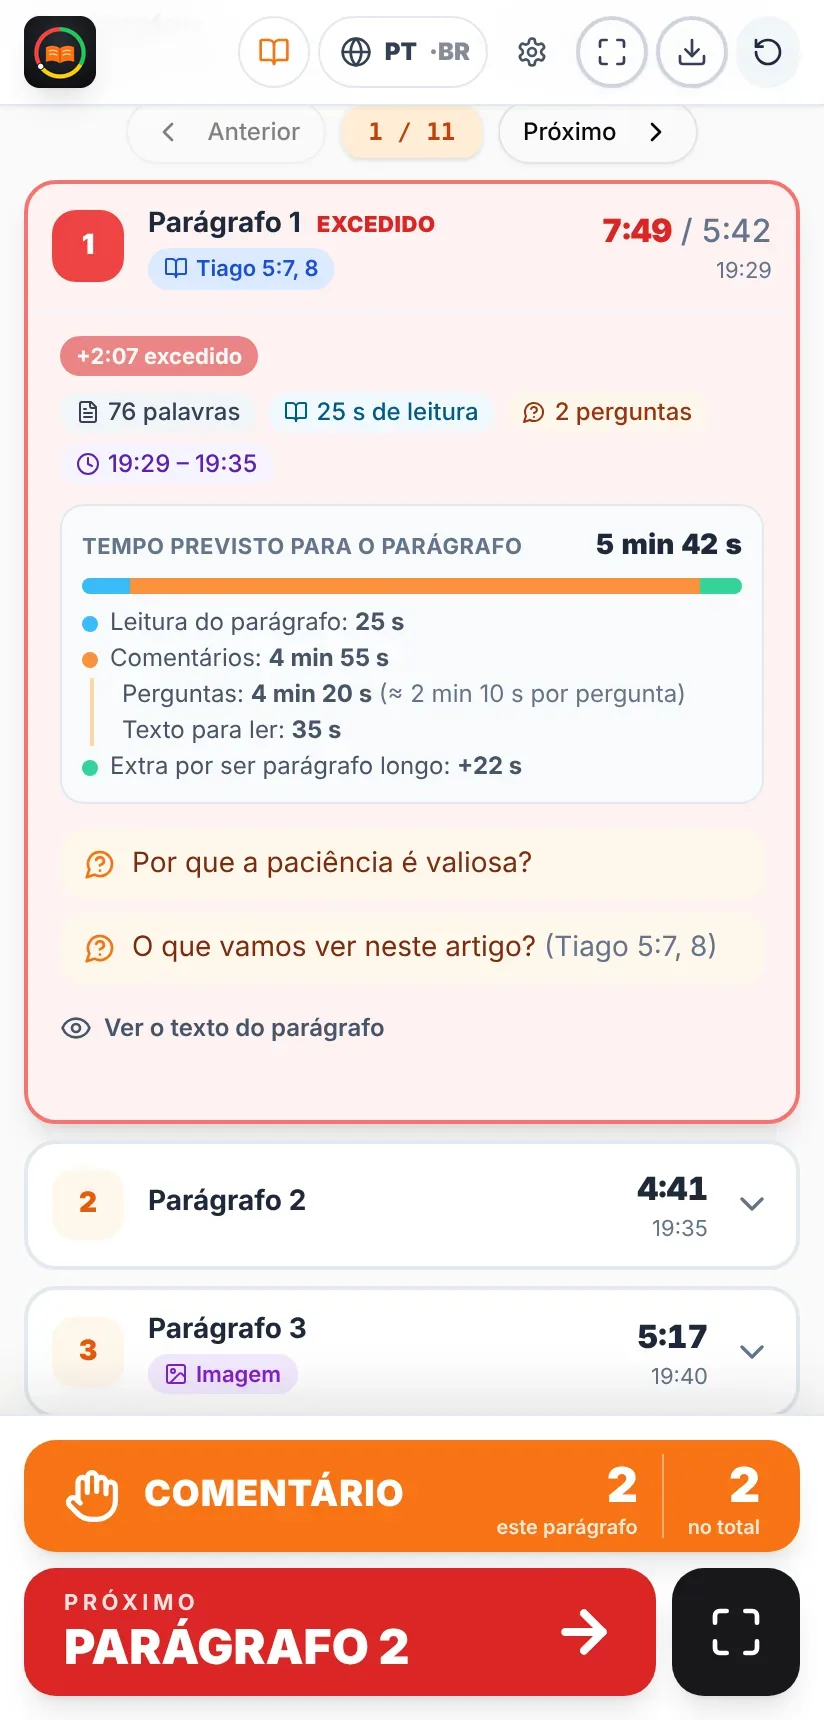 PT ·BR
Anterior
1 / 11
Próximo
1
Parágrafo 1 EXCEDIDO
7:49 / 5:42
Tiago 5:7, 8
19:29
+2:07 excedido
76 palavras
25 s de leitura
2 perguntas
19:29 – 19:35
TEMPO PREVISTO PARA O PARÁGRAFO
5 min 42 s
Leitura do parágrafo: 25 s
Comentários: 4 min 55 s
Perguntas: 4 min 20 s (≈ 2 min 10 s por pergunta)
Texto para ler: 35 s
Extra por ser parágrafo longo: +22 s
Por que a paciência é valiosa?
O que vamos ver neste artigo? (Tiago 5:7, 8)
Ver o texto do parágrafo
2
Parágrafo 2
4:41
19:35
3
Parágrafo 3
5:17
Imagem
19:40
COMENTÁRIO
2
este parágrafo
2
no total
PRÓXIMO
PARÁGRAFO 2